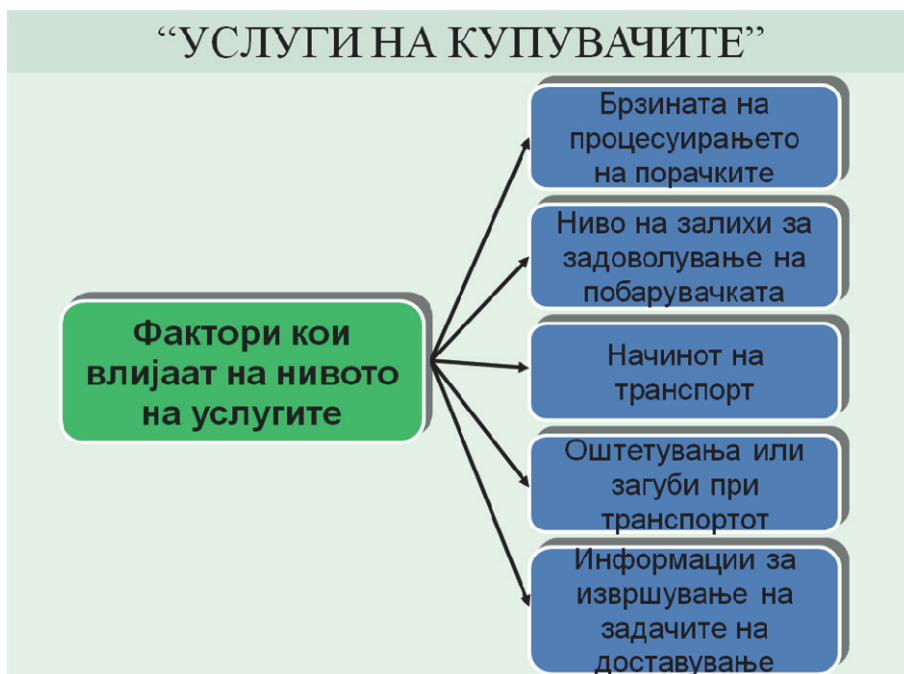 “УСЛУГИ НА КУПУВАЧИТЕ”
Фактори кои
влијаат на нивото
на услугите
Брзината на
процесуирањето
на порачките
Ниво на залихи за
задоволување на
побарувачката
Начинот на
транспорт
Оштетувања или
загуби при
транспортот
Информации за
извршување на
задачите на
доставување